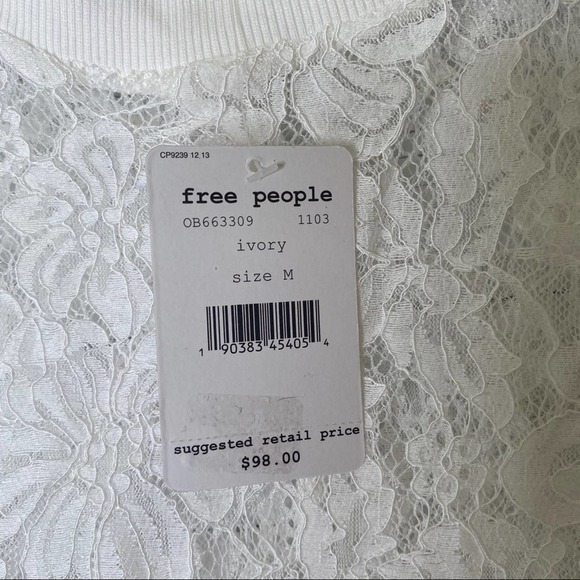 CP9239 12.13
free people
OB663309 1103
ivory
size M
1 90383 45405 4
suggested retail price
$98.00